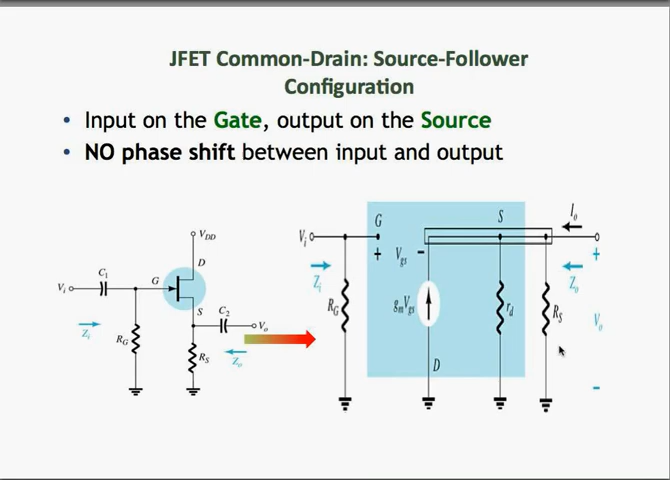 JFET Common-Drain: Source-Follower
Configuration
• Input on the Gate, output on the Source
• NO phase shift between input and output
VDD
D
C1
G
Vi
S
C2
Vo
Zi
RG
RS
Zo
G
S
Io
Vi
+
Vgs
-
+
Zi
Zo
RG
gmVgs
rd
RS
Vo
D
-